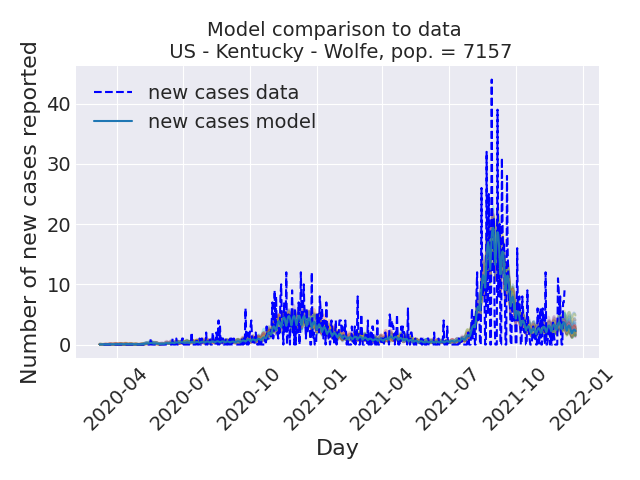 Model comparison to data
US - Kentucky - Wolfe, pop. = 7157
Number of new cases reported
new cases data
new cases model
40
30
20
10
0
2020-04
2020-07
2020-10
2021-01
2021-04
2021-07
2021-10
2022-01
Day